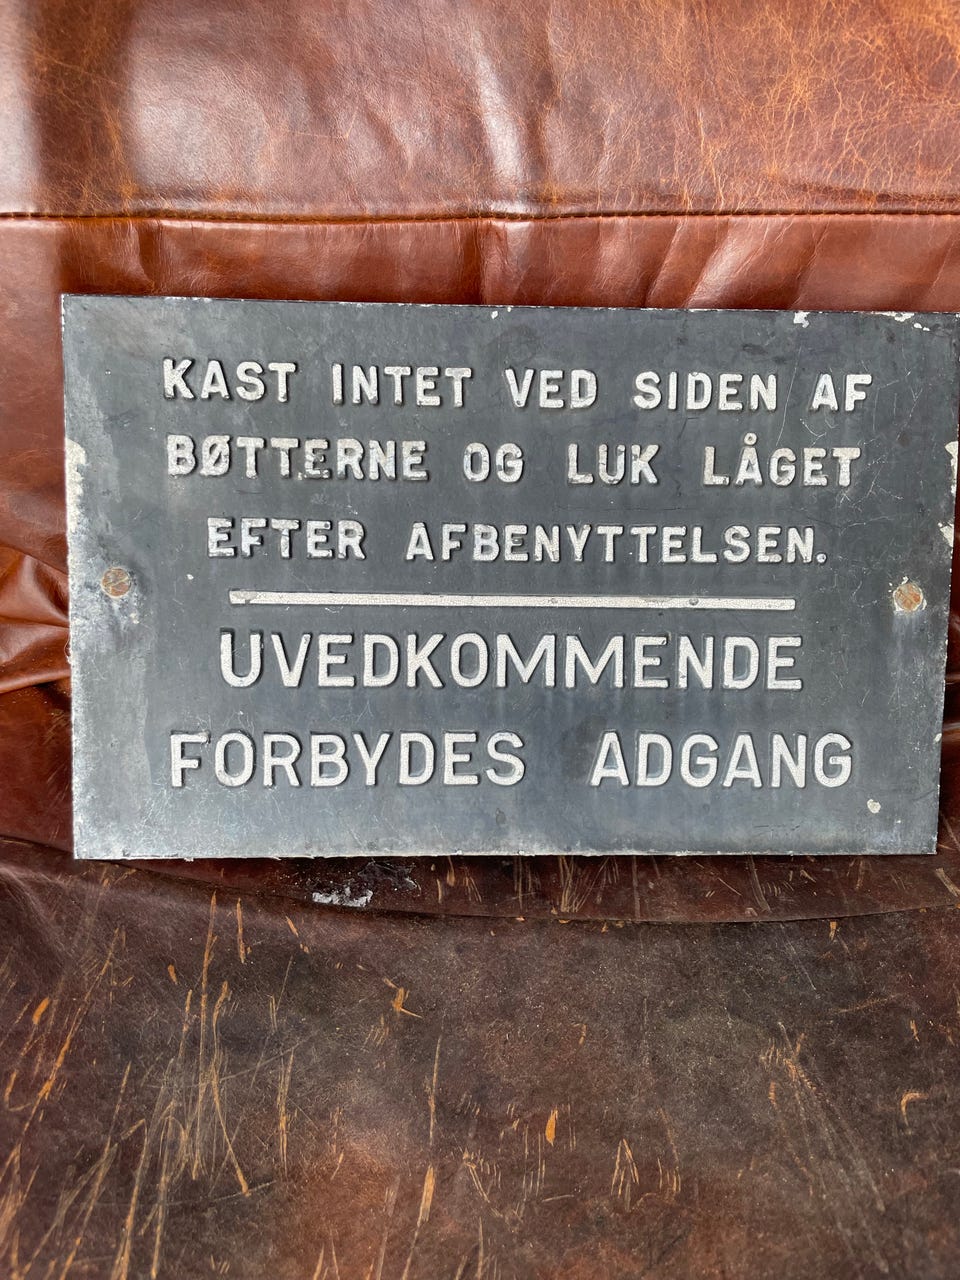 KAST INTET VED SIDEN AF
BØTTERNE OG LUK LÅGET
EFTER AFBENYTTELSEN.
UVEDKOMMENDE
FORBYDES ADGANG